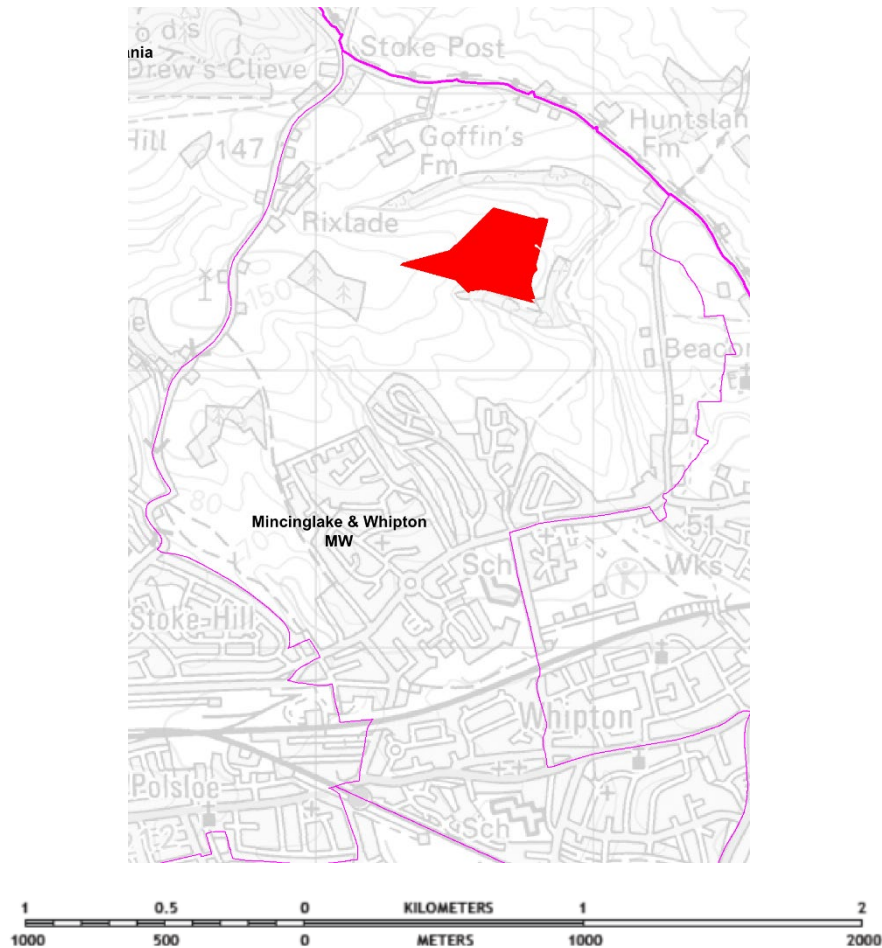 Stoke Post
nia
Drew's Clieve
Hill
147
Goffin's
Fm
Huntslan
Fm
Rixlade
150
Beaco
80
70
Mincinglake & Whipton
MW
51
Sch
Wks
Stoke Hill
Whipton
Polsloe
Sch
1 0.5 0 KILOMETERS 1 2
1000 500 0 METERS 1000 2000